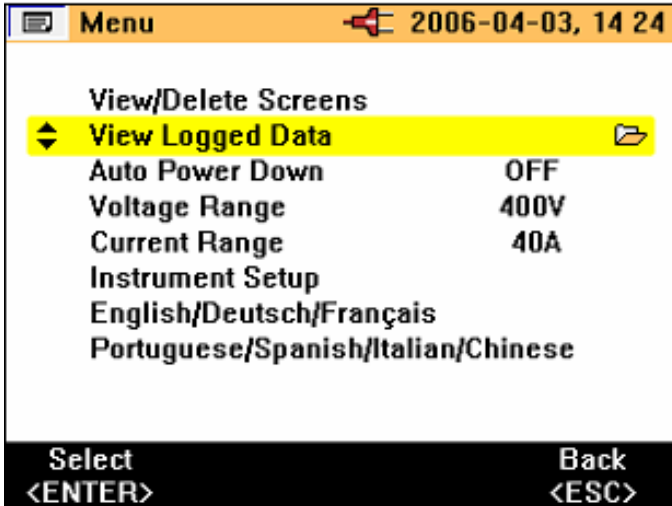 Menu 2006-04-03, 14 24
View/Delete Screens
View Logged Data
Auto Power Down OFF
Voltage Range 400V
Current Range 40A
Instrument Setup
English/Deutsch/Français
Portuguese/Spanish/Italian/Chinese
Select Back
<ENTER> <ESC>